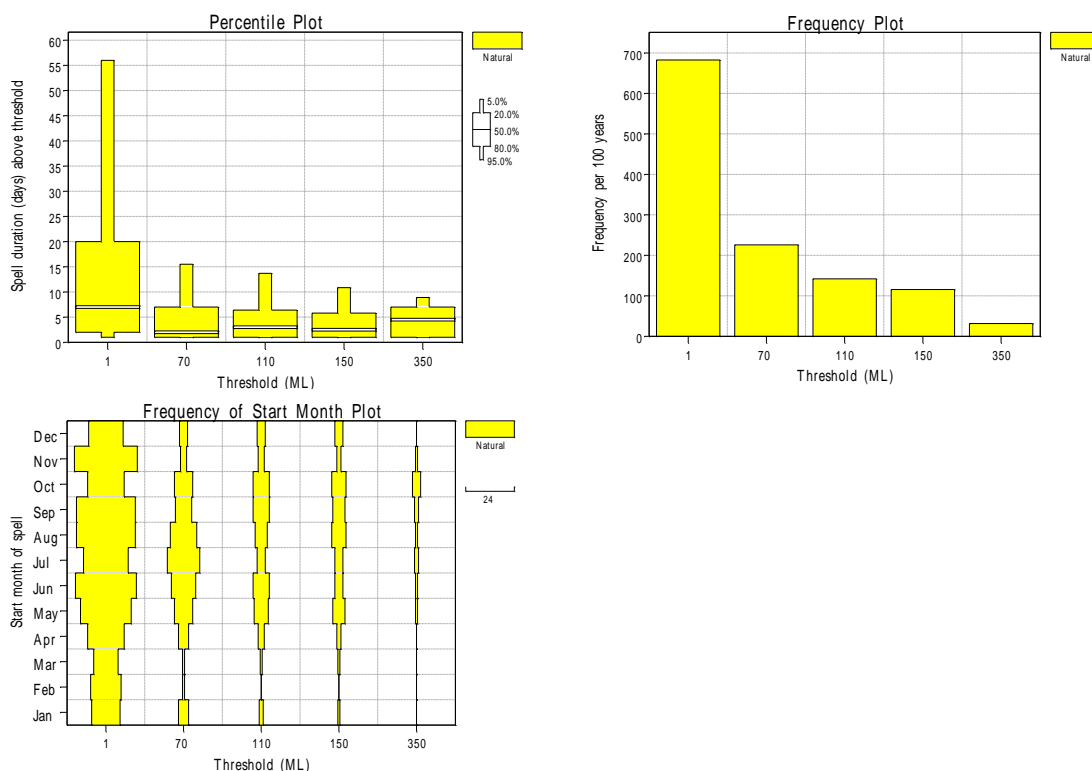 Percentile Plot
60
55
50
45
40
35
30
25
20
15
10
5
0
Spell duration (days) above threshold
1 70 110 150 350
Threshold (ML)
Natural
5.0%
20.0%
50.0%
80.0%
95.0%
Frequency Plot
700
600
500
400
300
200
100
0
Frequency per 100 years
1 70 110 150 350
Threshold (ML)
Natural
Frequency of Start Month Plot
Dec
Nov
Oct
Sep
Aug
Jul
Jun
May
Apr
Mar
Feb
Jan
Start month of spell
1 70 110 150 350
Threshold (ML)
Natural
24